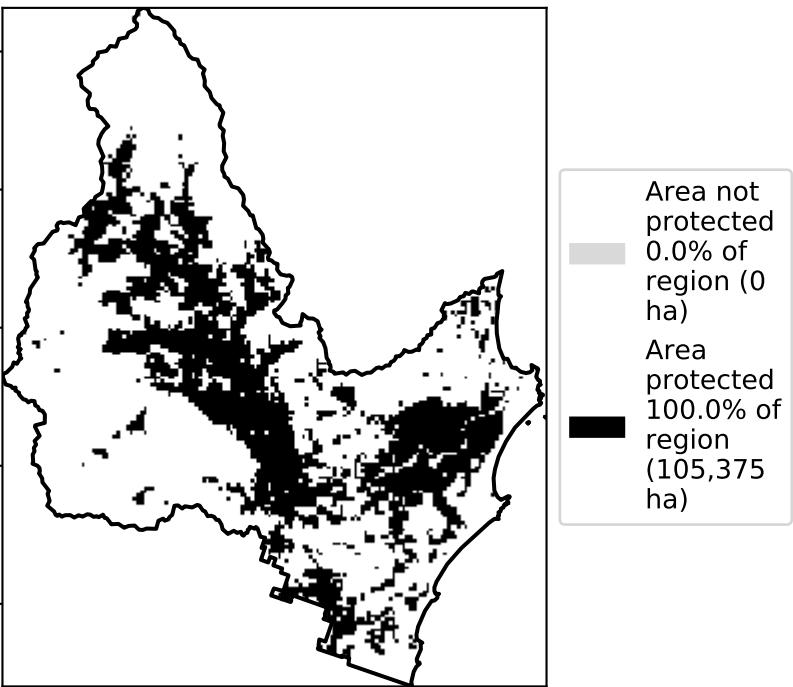 Area not
protected
0.0% of
region (0
ha)
Area
protected
100.0% of
region
(105,375
ha)